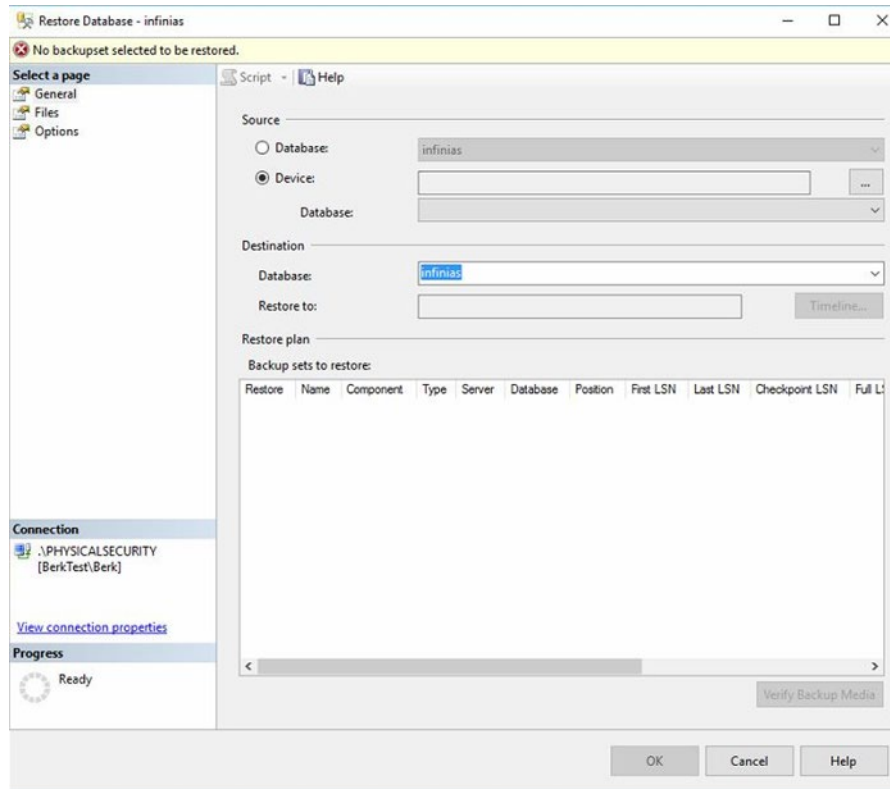 Restore Database - infinias
No backupset selected to be restored.
Select a page
General
Files
Options
Script
Help
Source
Database:
infinias
Device:
...
Database:
Destination
Database:
infinias
Restore to:
Timeline...
Restore plan
Backup sets to restore:
Restore Name Component Type Server Database Position First LSN Last LSN Checkpoint LSN Full LS
Connection
.\PHYSICALSECURITY
[BerkTest\Berk]
View connection properties
Progress
Ready
Verify Backup Media
OK Cancel Help